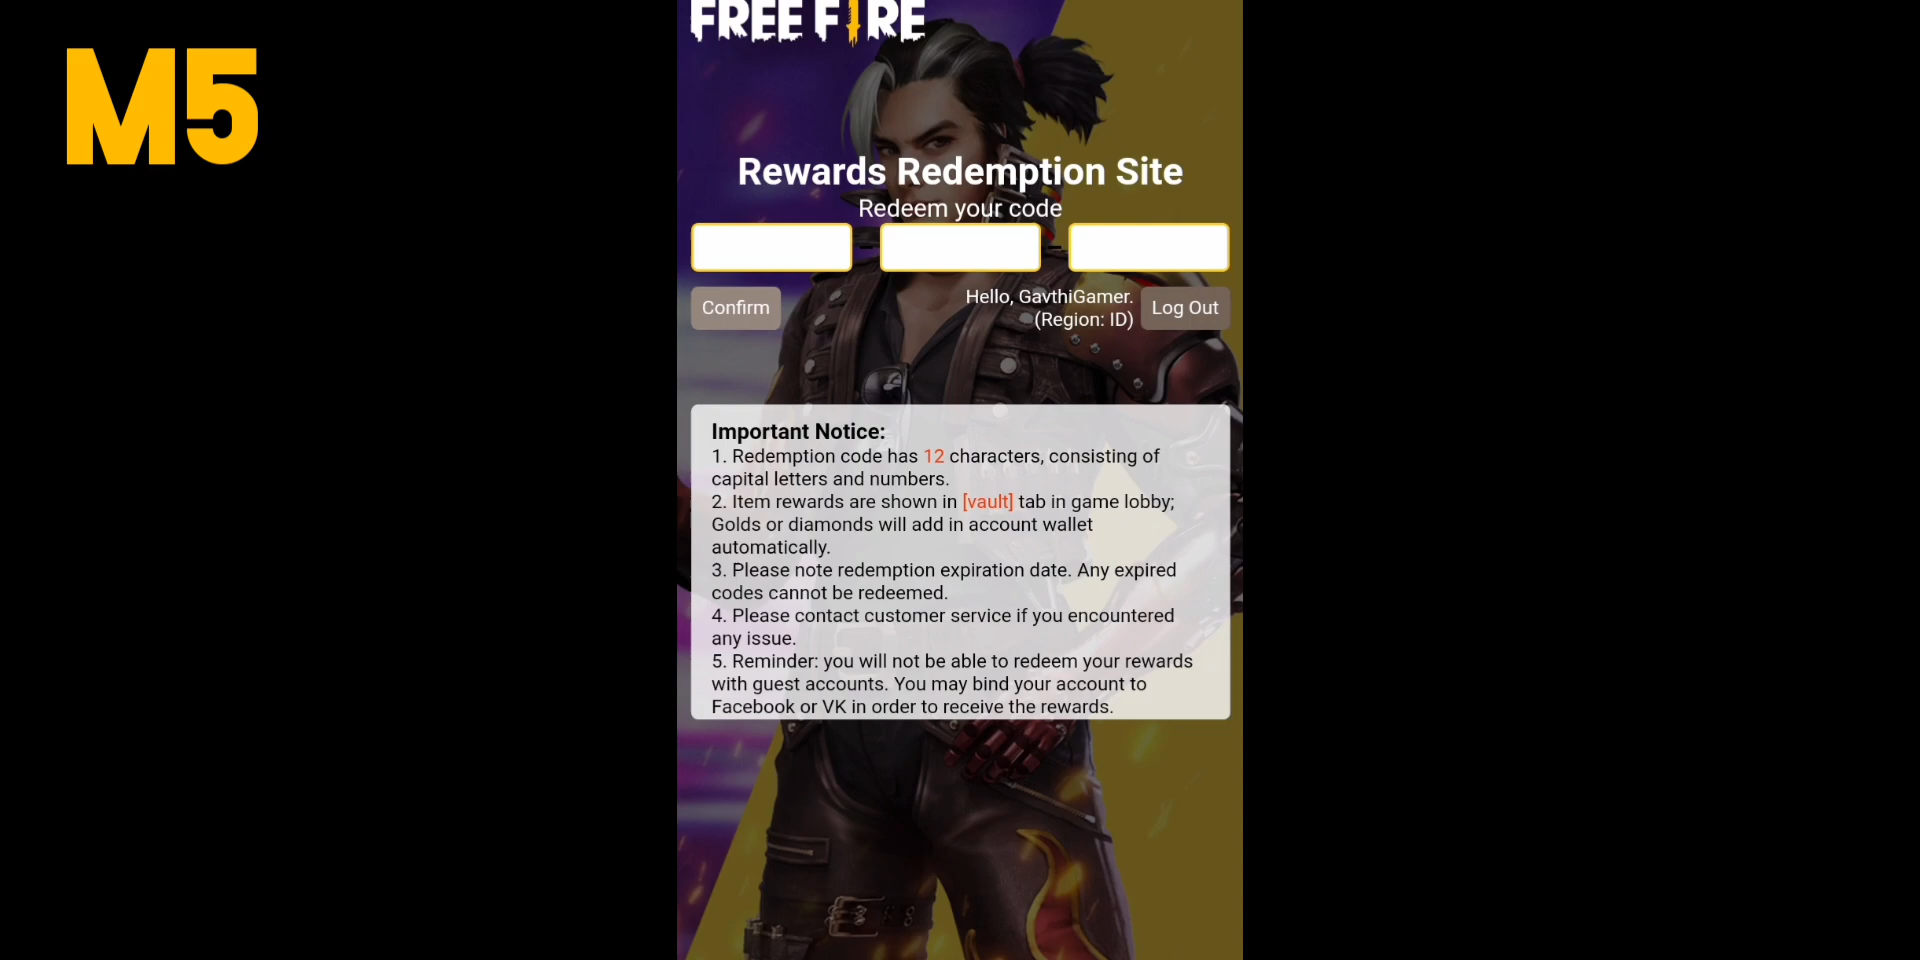 M5
FREE FIRE
Rewards Redemption Site
Redeem your code
- -
Confirm
Hello, GavthiGamer.
(Region: ID)
Log Out
Important Notice:
1. Redemption code has 12 characters, consisting of
capital letters and numbers.
2. Item rewards are shown in [vault] tab in game lobby;
Golds or diamonds will add in account wallet
automatically.
3. Please note redemption expiration date. Any expired
codes cannot be redeemed.
4. Please contact customer service if you encountered
any issue.
5. Reminder: you will not be able to redeem your rewards
with guest accounts. You may bind your account to
Facebook or VK in order to receive the rewards.